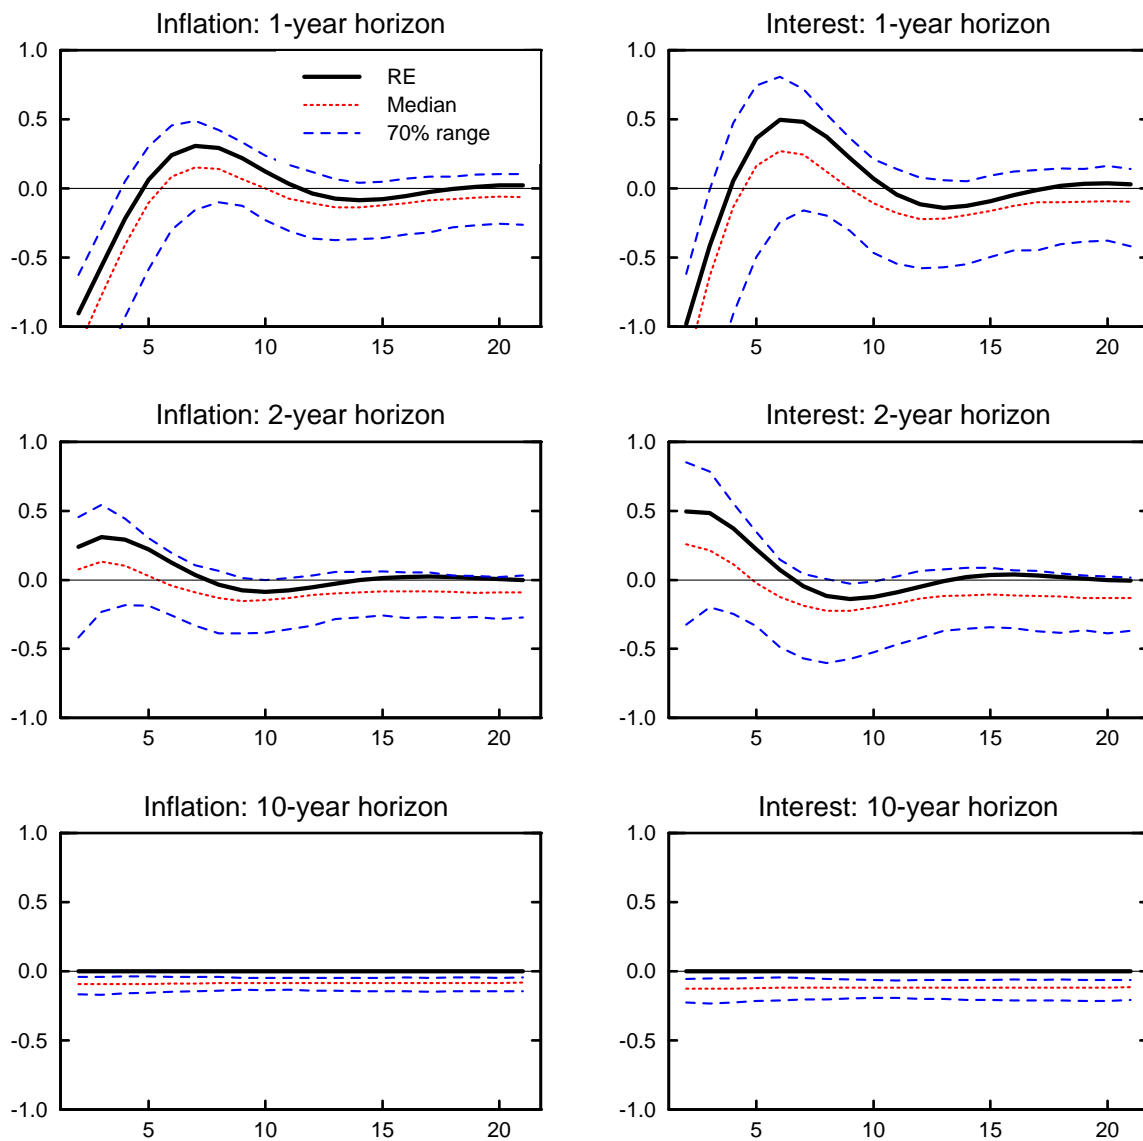 Inflation: 1-year horizon
1.0
0.5
0.0
-0.5
-1.0
5 10 15 20
RE
Median
70% range
Interest: 1-year horizon
1.0
0.5
0.0
-0.5
-1.0
5 10 15 20
Inflation: 2-year horizon
1.0
0.5
0.0
-0.5
-1.0
5 10 15 20
Interest: 2-year horizon
1.0
0.5
0.0
-0.5
-1.0
5 10 15 20
Inflation: 10-year horizon
1.0
0.5
0.0
-0.5
-1.0
5 10 15 20
Interest: 10-year horizon
1.0
0.5
0.0
-0.5
-1.0
5 10 15 20